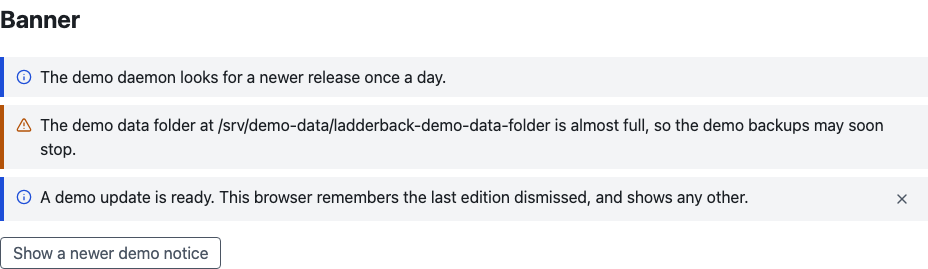 Banner
The demo daemon looks for a newer release once a day.
The demo data folder at /srv/demo-data/ladderback-demo-data-folder is almost full, so the demo backups may soon
stop.
A demo update is ready. This browser remembers the last edition dismissed, and shows any other.
Show a newer demo notice